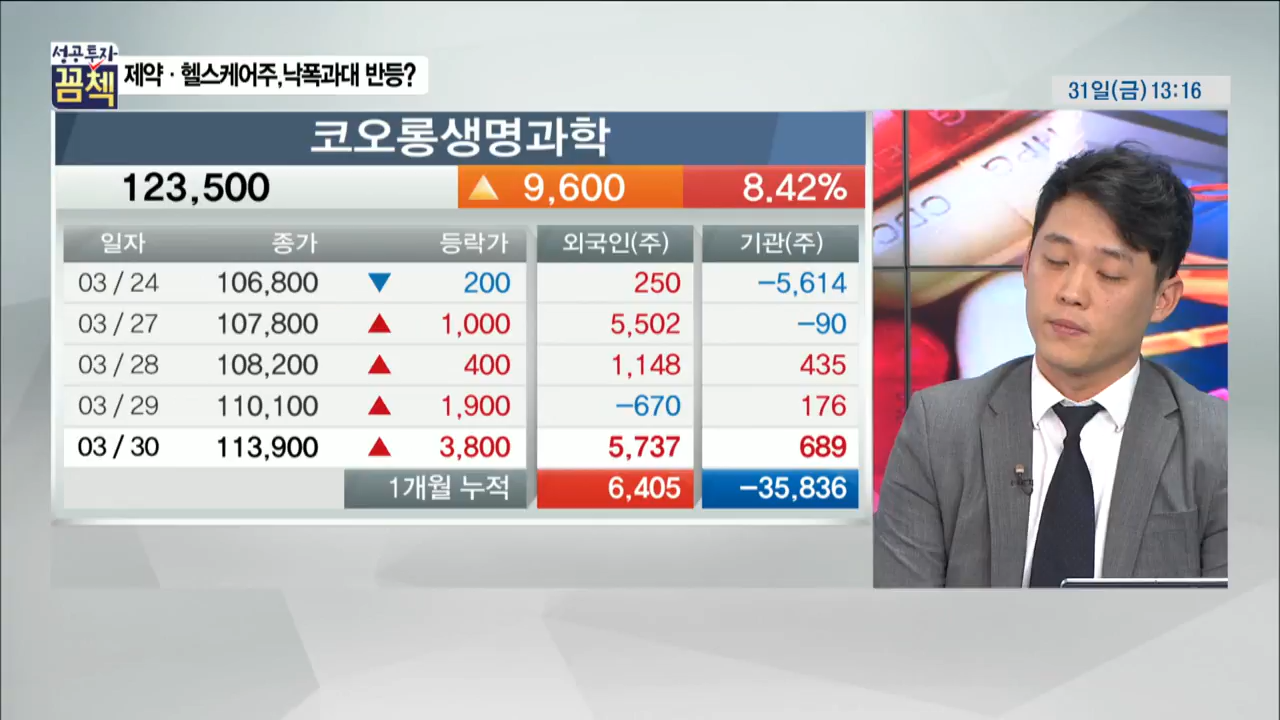 성공투자
꼼첵
제약·헬스케어주,낙폭과대 반등?
31일(금)13:16
코오롱생명과학
123,500 ▲ 9,600 8.42%
일자 종가 등락가 외국인(주) 기관(주)
03/24 106,800 ▼ 200 250 -5,614
03/27 107,800 ▲ 1,000 5,502 -90
03/28 108,200 ▲ 400 1,148 435
03/29 110,100 ▲ 1,900 -670 176
03/30 113,900 ▲ 3,800 5,737 689
1개월 누적 6,405 -35,836
HPG
CDC